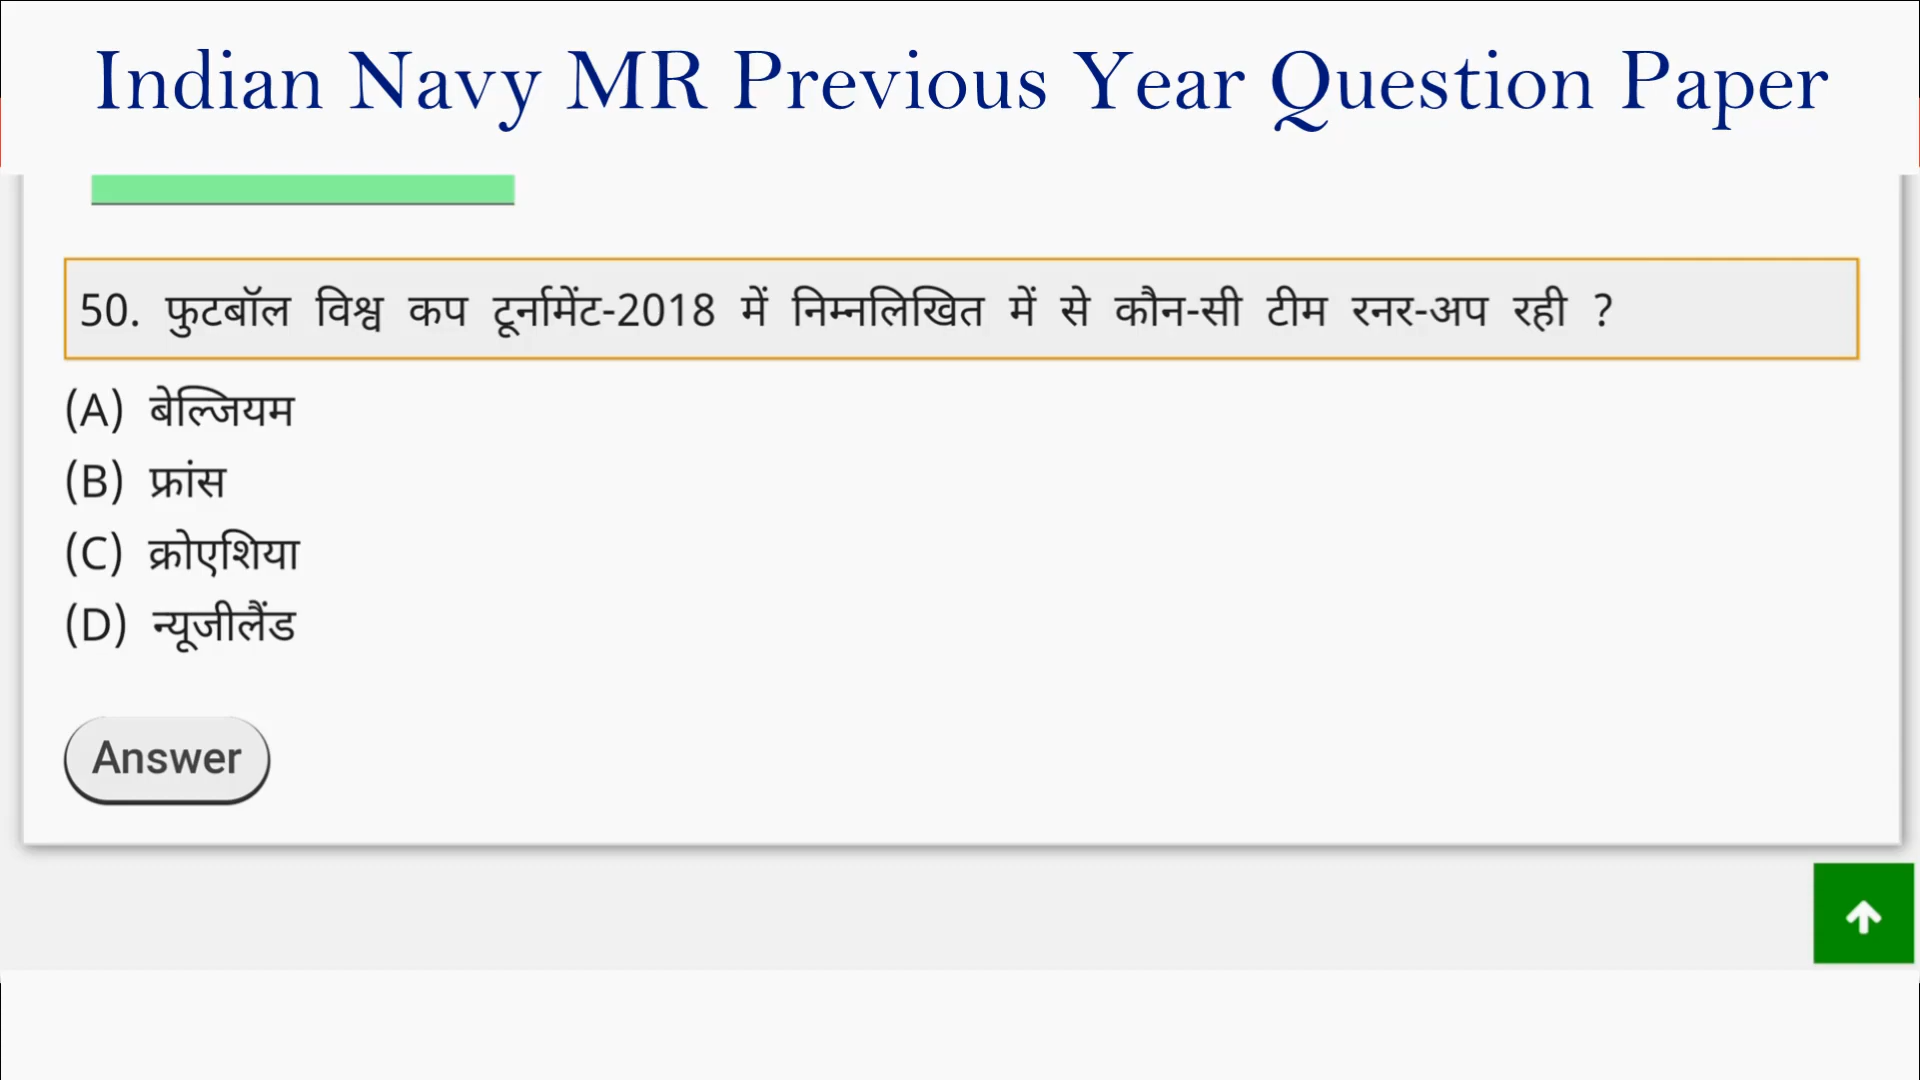 Indian Navy MR Previous Year Question Paper
50. फुटबॉल विश्व कप टूर्नामेंट-2018 में निम्नलिखित में से कौन-सी टीम रनर-अप रही ?
(A) बेल्जियम
(B) फ्रांस
(C) क्रोएशिया
(D) न्यूजीलैंड
Answer